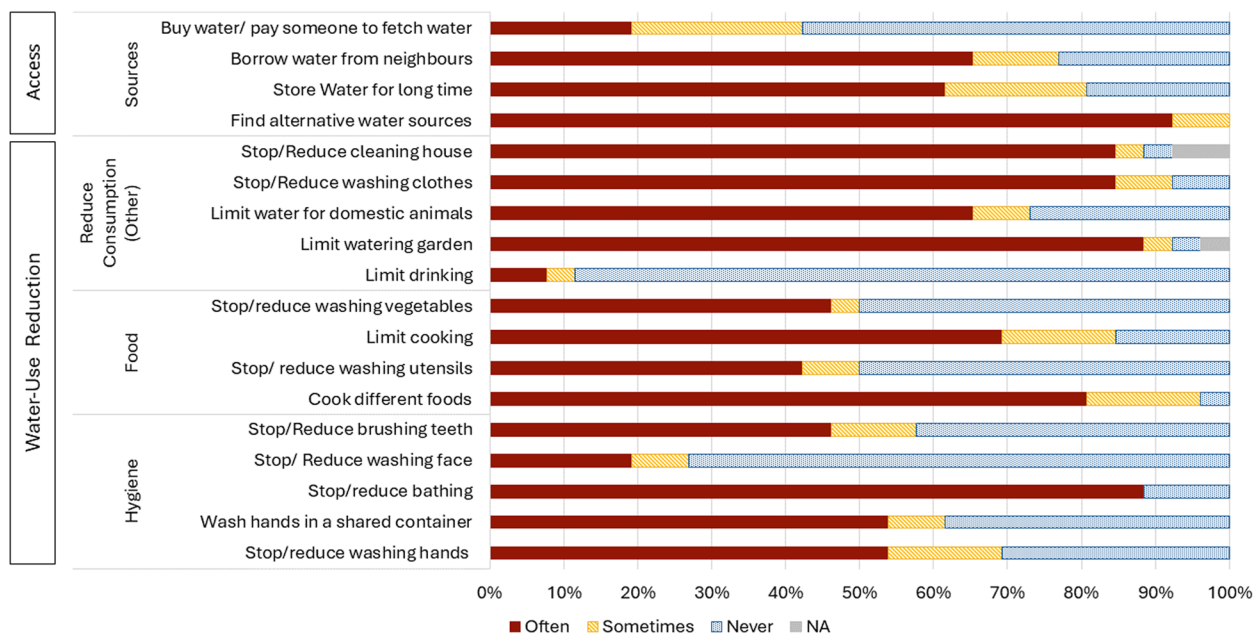 Access
Sources
Buy water/ pay someone to fetch water
Borrow water from neighbours
Store Water for long time
Find alternative water sources
Water-Use Reduction
Reduce
Consumption
(Other)
Stop/Reduce cleaning house
Stop/Reduce washing clothes
Limit water for domestic animals
Limit watering garden
Limit drinking
Food
Stop/reduce washing vegetables
Limit cooking
Stop/ reduce washing utensils
Cook different foods
Hygiene
Stop/Reduce brushing teeth
Stop/ Reduce washing face
Stop/reduce bathing
Wash hands in a shared container
Stop/reduce washing hands
0% 10% 20% 30% 40% 50% 60% 70% 80% 90% 100%
Often Sometimes Never NA